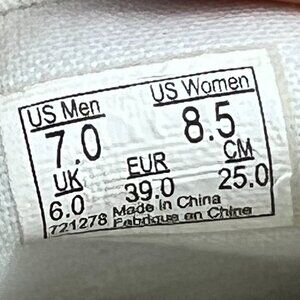 US Men US Women
7.0 8.5
UK EUR CM
6.0 39.0 25.0
721278 Made in China
Fabrique en Chine